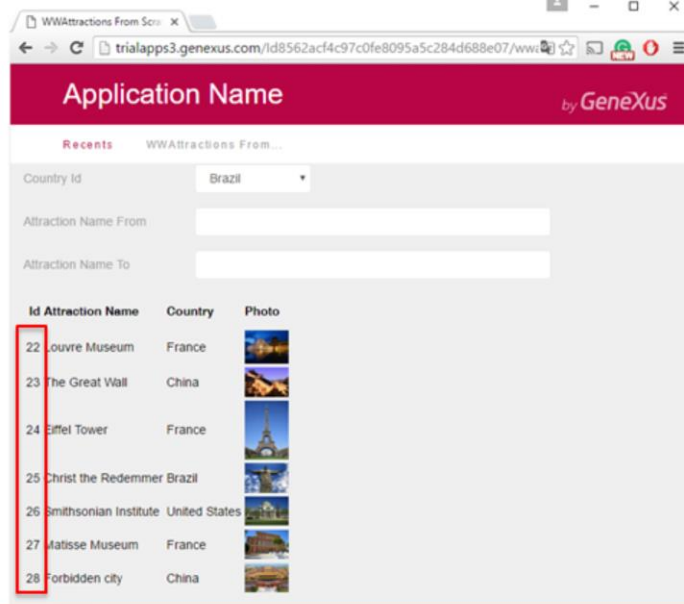 WWAttractions From Scra
trialapps3.genexus.com/Id8562acf4c97c0fe8095a5c284d688e07/wwa
Application Name
by GeneXus
Recents WWAttractions From...
Country Id Brazil
Attraction Name From
Attraction Name To
Id Attraction Name Country Photo
22 Louvre Museum France
23 The Great Wall China
24 Eiffel Tower France
25 Christ the Redemmer Brazil
26 Smithsonian Institute United States
27 Matisse Museum France
28 Forbidden city China